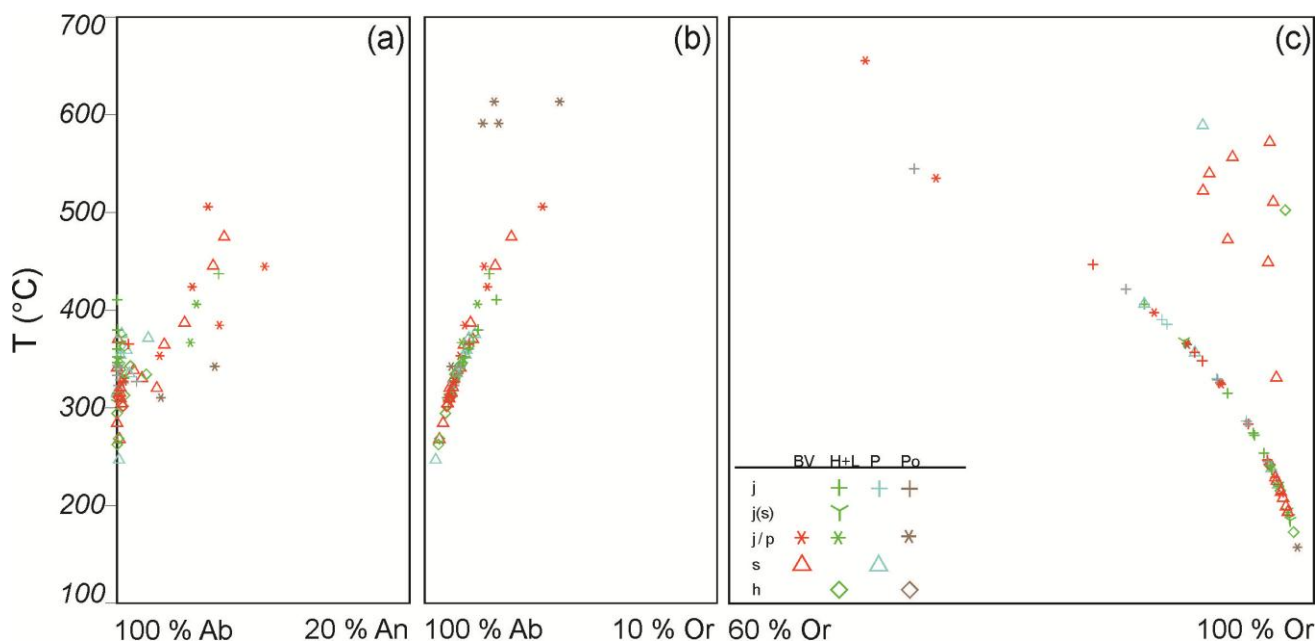 700
(a)
(b)
(c)
600
500
T (°C)
400
300
200
100
BV H+L P Po
j
j(s)
j/p
s
h
100 % Ab 20 % An 100 % Ab 10 % Or 60 % Or 100 % Or